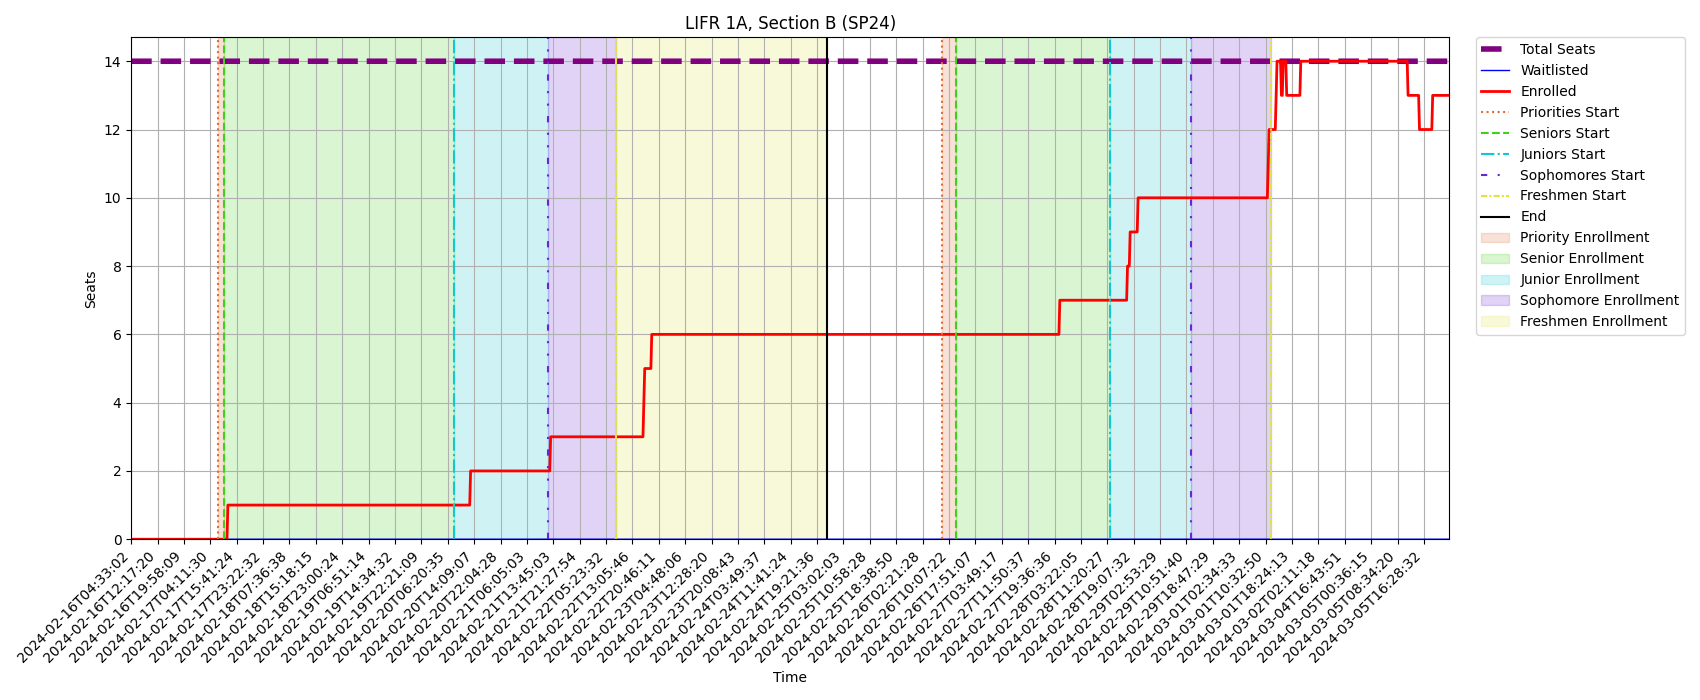 LIFR 1A, Section B (SP24)
Total Seats
Waitlisted
Enrolled
Priorities Start
Seniors Start
Juniors Start
Sophomores Start
Freshmen Start
End
Priority Enrollment
Senior Enrollment
Junior Enrollment
Sophomore Enrollment
Freshmen Enrollment
Seats
14
12
10
8
6
4
2
0
2024-02-16T04:33:02
2024-02-16T12:17:20
2024-02-16T19:58:09
2024-02-17T04:11:30
2024-02-17T15:41:24
2024-02-17T23:22:32
2024-02-18T07:36:38
2024-02-18T15:18:15
2024-02-18T23:00:24
2024-02-19T06:51:14
2024-02-19T14:34:32
2024-02-19T22:21:09
2024-02-20T06:20:35
2024-02-20T14:09:07
2024-02-20T22:04:28
2024-02-21T06:05:03
2024-02-21T13:45:03
2024-02-21T21:27:54
2024-02-22T05:23:32
2024-02-22T13:05:46
2024-02-22T20:46:11
2024-02-23T04:48:06
2024-02-23T12:28:20
2024-02-23T20:08:43
2024-02-24T03:49:37
2024-02-24T11:41:24
2024-02-24T19:21:36
2024-02-25T03:02:03
2024-02-25T10:58:28
2024-02-25T18:38:50
2024-02-26T02:21:28
2024-02-26T10:07:22
2024-02-26T17:51:07
2024-02-27T03:49:17
2024-02-27T11:50:37
2024-02-27T19:36:36
2024-02-28T03:22:05
2024-02-28T11:20:27
2024-02-28T19:07:32
2024-02-29T02:53:29
2024-02-29T10:51:40
2024-02-29T18:47:29
2024-03-01T02:34:33
2024-03-01T10:32:50
2024-03-01T18:24:13
2024-03-02T02:11:18
2024-03-04T16:43:51
2024-03-05T00:36:15
2024-03-05T08:34:20
2024-03-05T16:28:32
Time